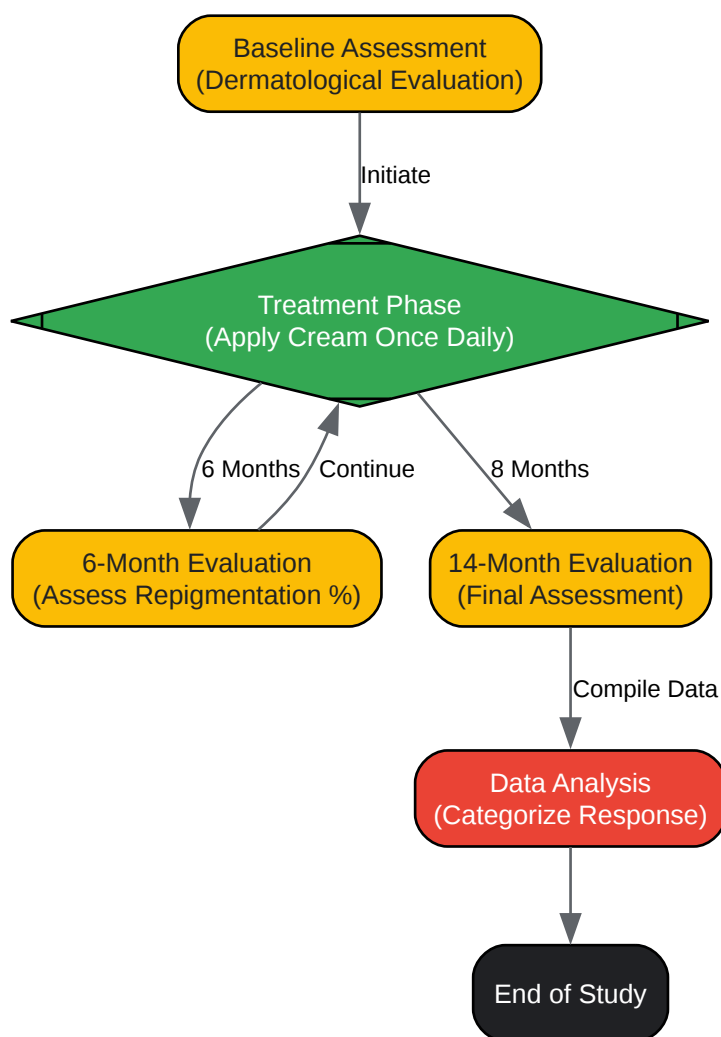 Baseline Assessment
(Dermatological Evaluation)
Initiate
Treatment Phase
(Apply Cream Once Daily)
6 Months
Continue
8 Months
6-Month Evaluation
(Assess Repigmentation %)
14-Month Evaluation
(Final Assessment)
Compile Data
Data Analysis
(Categorize Response)
End of Study